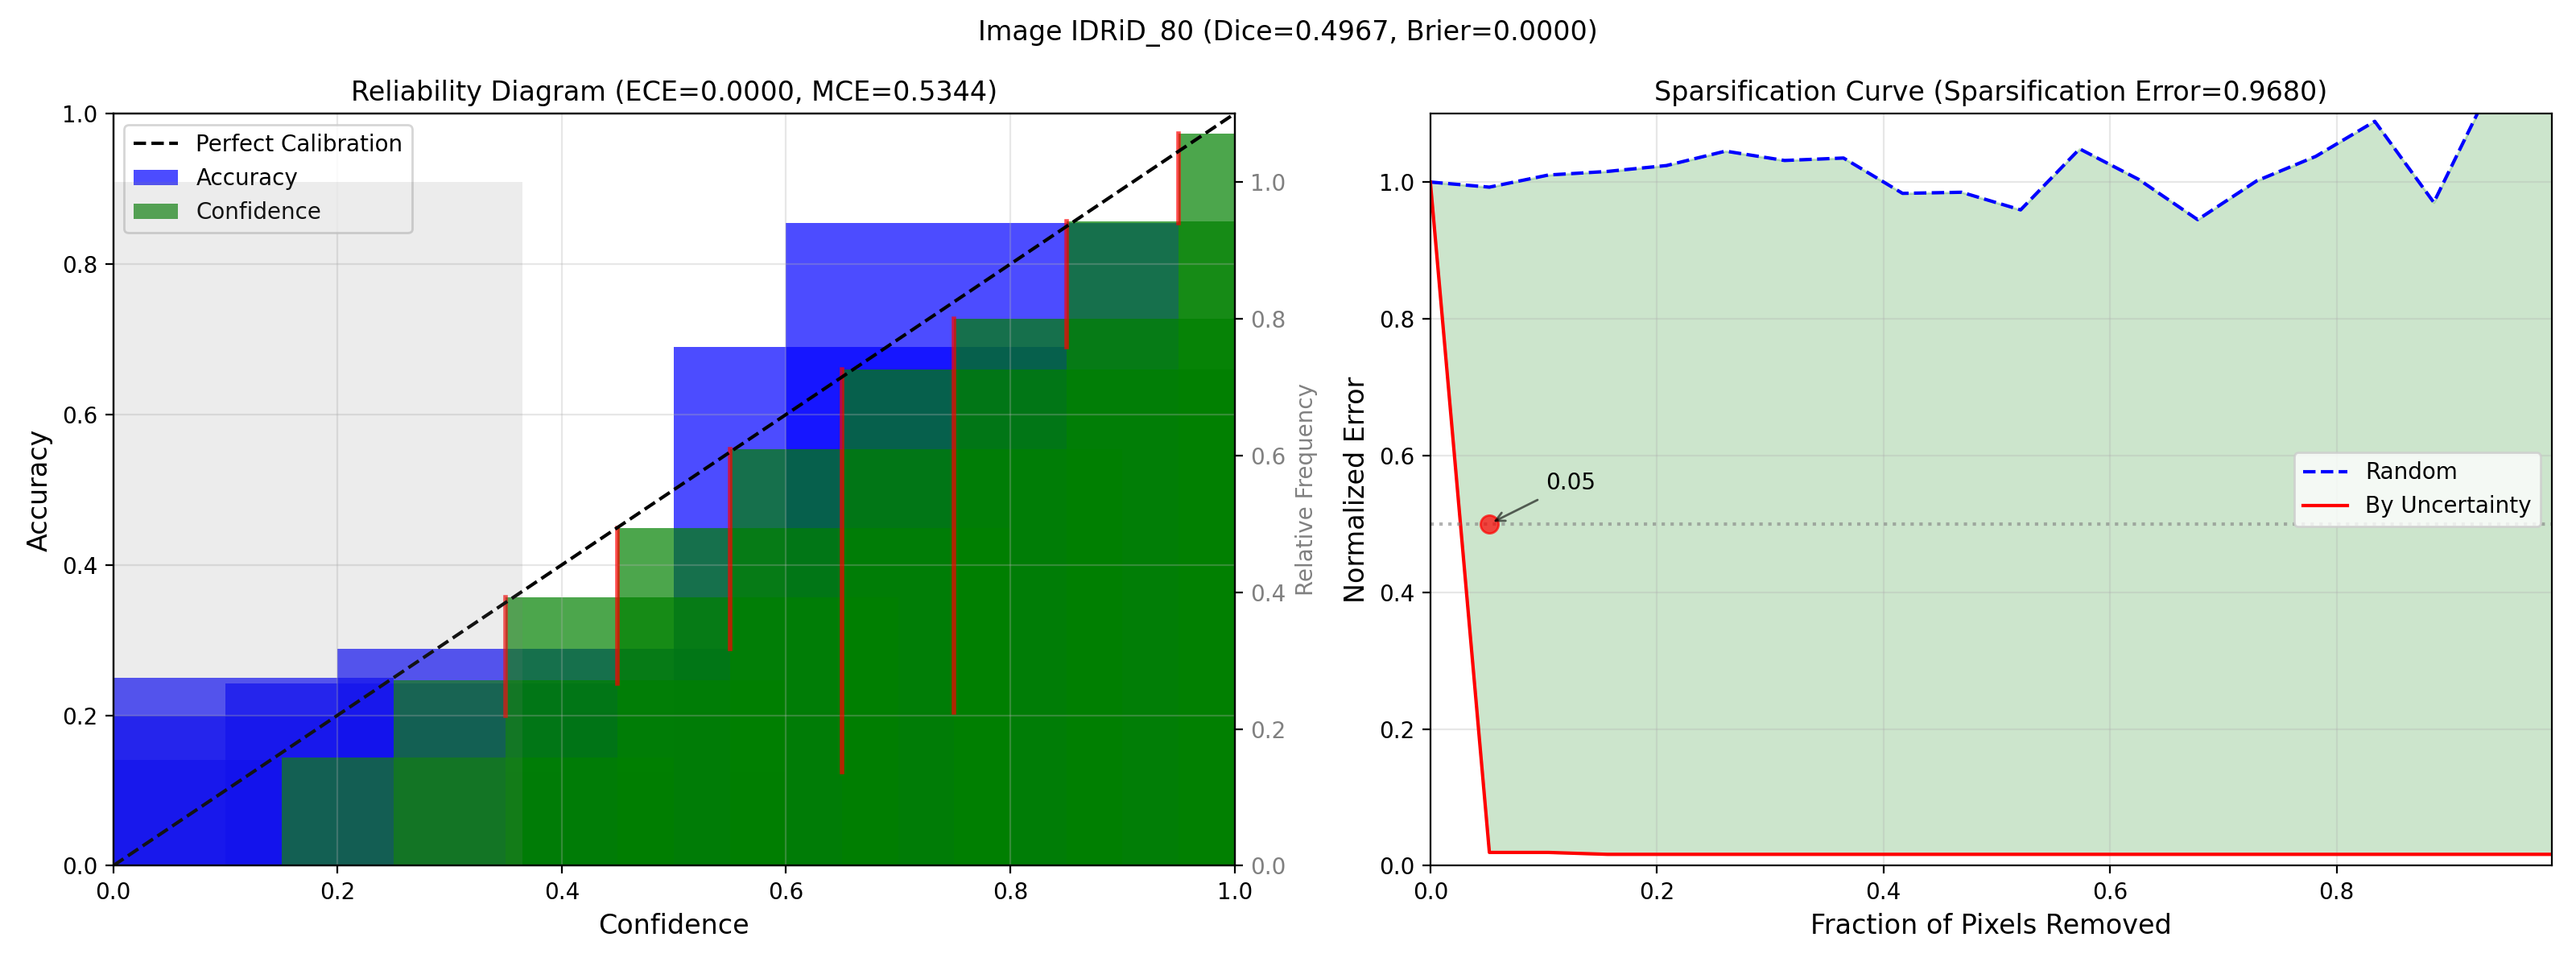 Image IDRiD_80 (Dice=0.4967, Brier=0.0000)
Reliability Diagram (ECE=0.0000, MCE=0.5344)
1.0
0.8
0.6
0.4
0.2
0.0
Accuracy
Perfect Calibration
Accuracy
Confidence
1.0
0.8
0.6
0.4
0.2
0.0
Relative Frequency
0.0 0.2 0.4 0.6 0.8 1.0
Confidence
Sparsification Curve (Sparsification Error=0.9680)
1.0
0.8
0.6
0.4
0.2
0.0
Normalized Error
0.05
Random
By Uncertainty
0.0 0.2 0.4 0.6 0.8
Fraction of Pixels Removed